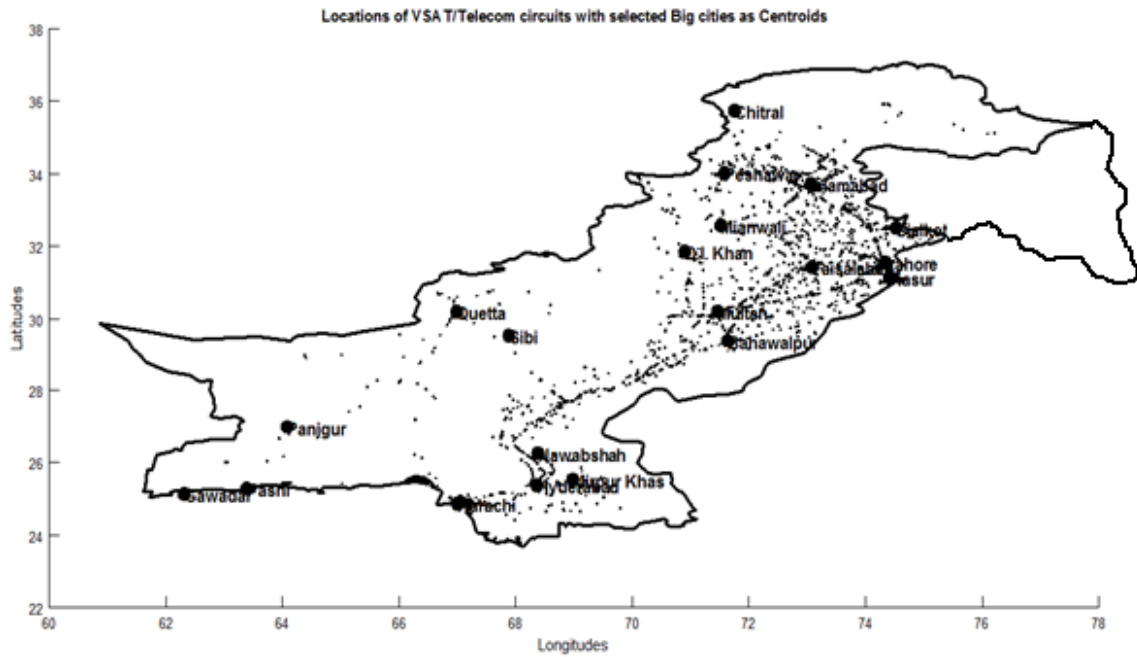 Locations of VSA T/Telecom circuits with selected Big cities as Centroids
38
36
Chitral
34
Peshawar
Islamabad
Mianwali
Sialkot
32
D.I. Khan
Faisalabad
Lahore
Kasur
Latitudes
30
Quetta
Multan
Sibi
Bahawalpur
28
Panjgur
26
Nawabshah
Mirpur Khas
Hyderabad
Gawadar
Karachi
24
22
60 62 64 66 68 70 72 74 76 78
Longitudes